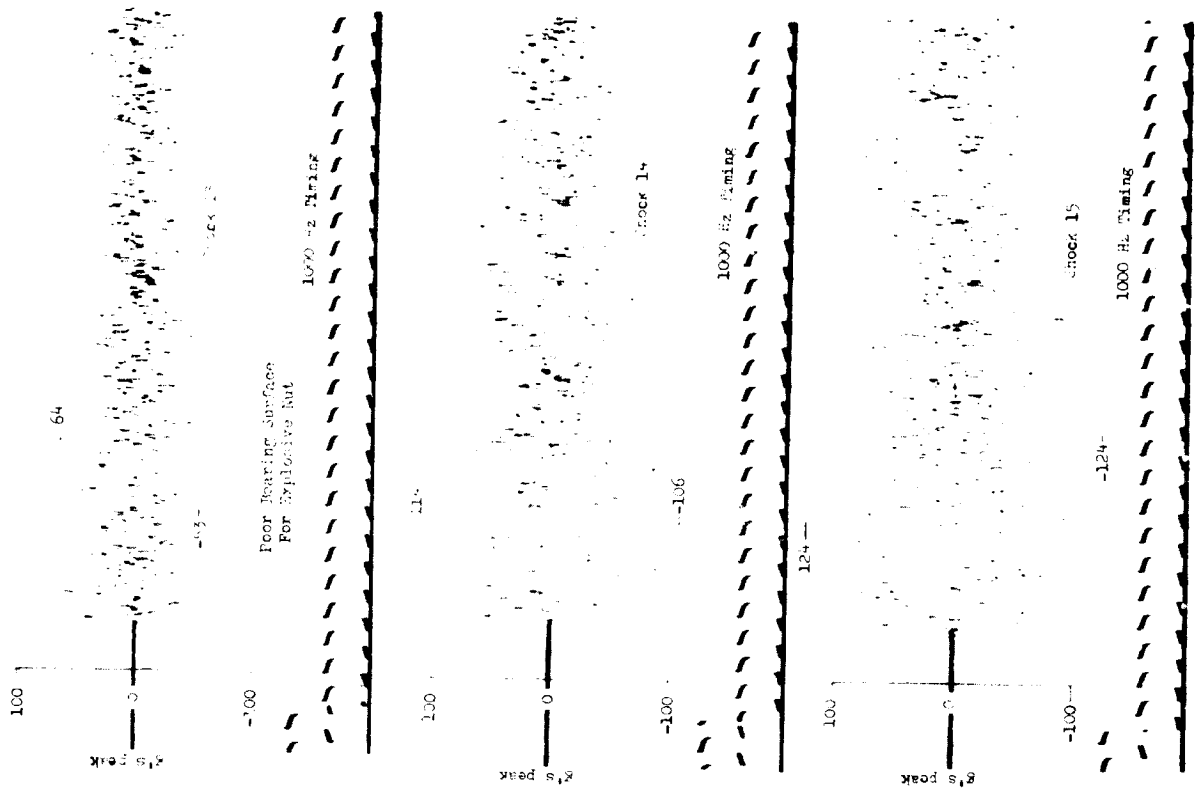 g's peak
100
0
-100
64
Poor Bearing Surface
For Explosive Nut
1000 Hz Timing
g's peak
100
0
-100
-106
Shock 14
1000 Hz Timing
g's peak
100
0
-100
124
-124
Shock 15
1000 Hz Timing